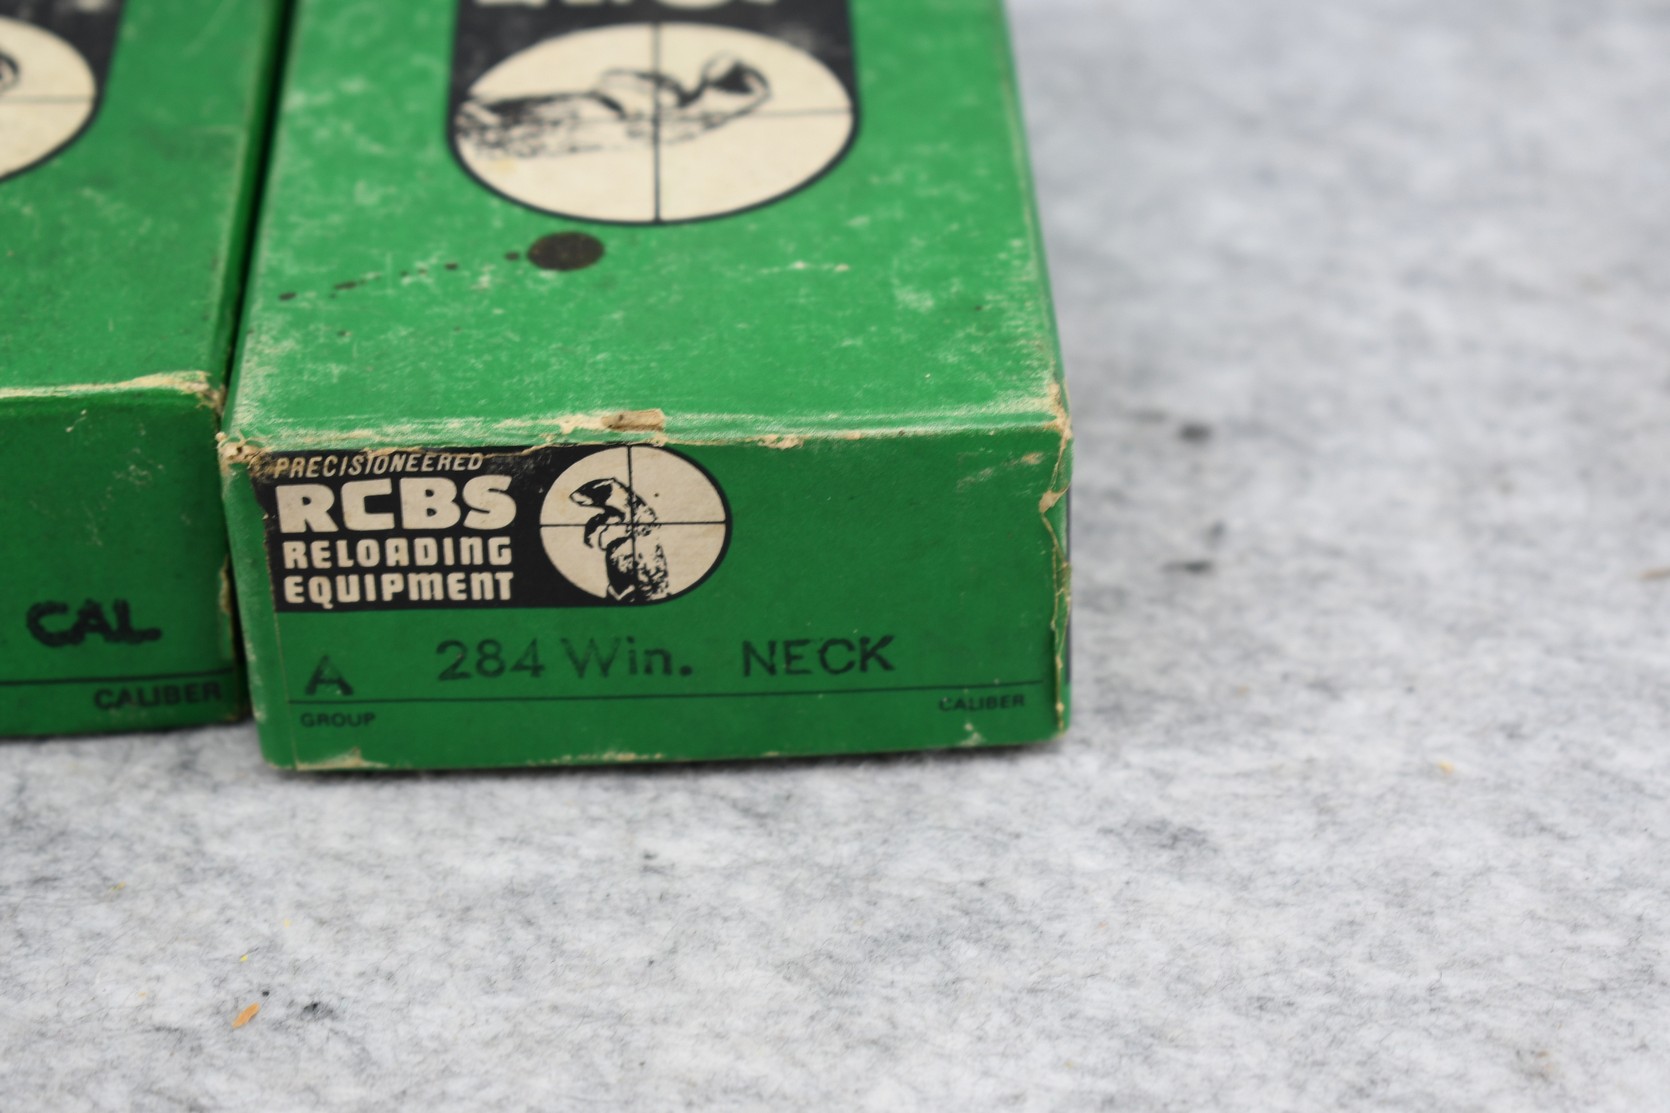 PRECISIONEERED
RCBS
RELOADING
EQUIPMENT
A 284 Win. NECK
GROUP CALIBER
CAL
CALIBER